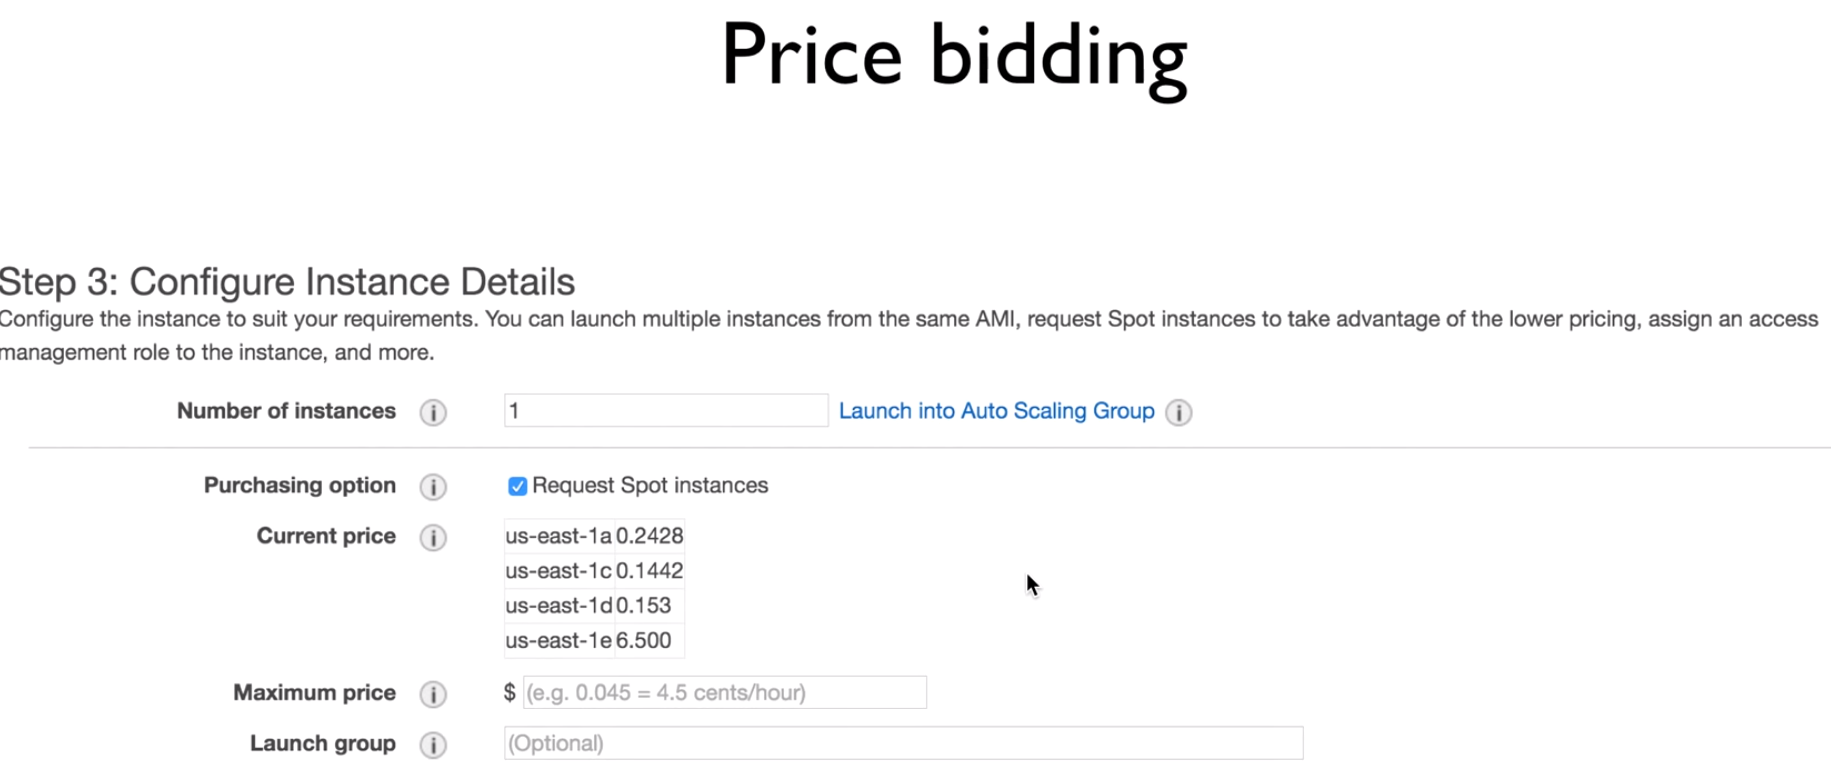 Price bidding
Step 3: Configure Instance Details
Configure the instance to suit your requirements. You can launch multiple instances from the same AMI, request Spot instances to take advantage of the lower pricing, assign an access
management role to the instance, and more.
Number of instances i 1 Launch into Auto Scaling Group i
Purchasing option i Request Spot instances
Current price i us-east-1a 0.2428
us-east-1c 0.1442
us-east-1d 0.153
us-east-1e 6.500
Maximum price i $ (e.g. 0.045 = 4.5 cents/hour)
Launch group i (Optional)